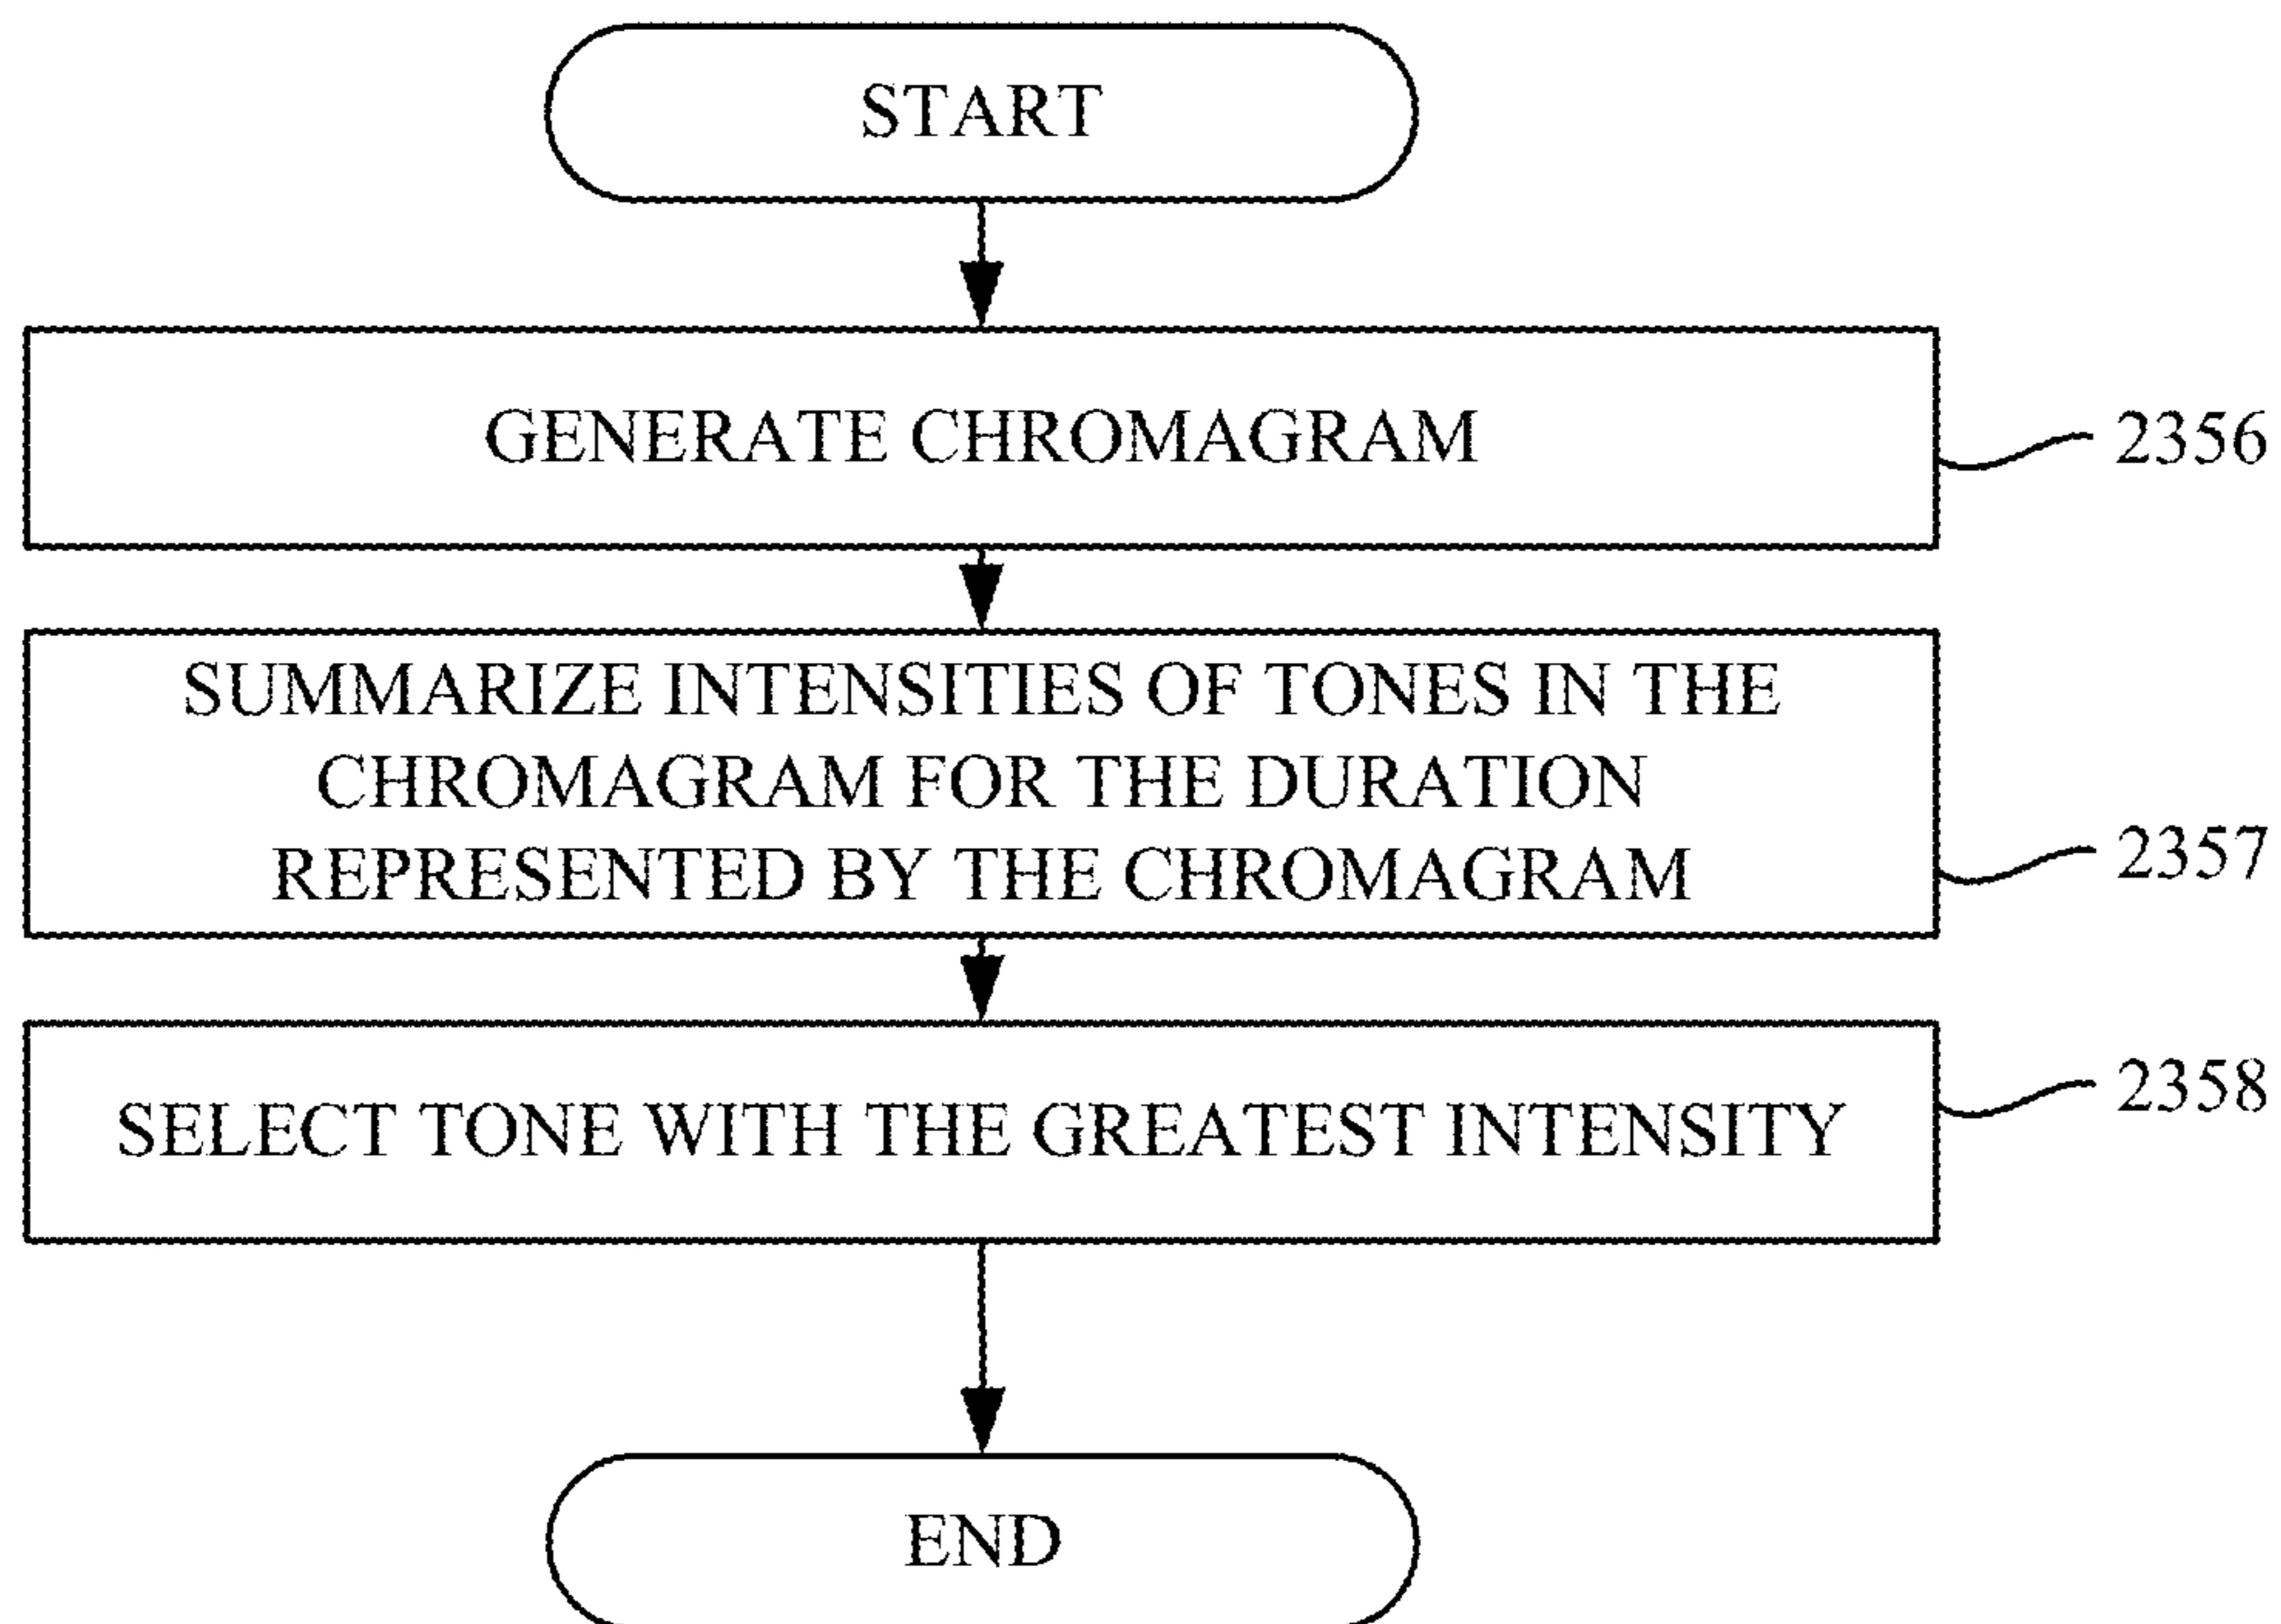 START
GENERATE CHROMAGRAM
2356
SUMMARIZE INTENSITIES OF TONES IN THE
CHROMAGRAM FOR THE DURATION
REPRESENTED BY THE CHROMAGRAM
2357
SELECT TONE WITH THE GREATEST INTENSITY
2358
END